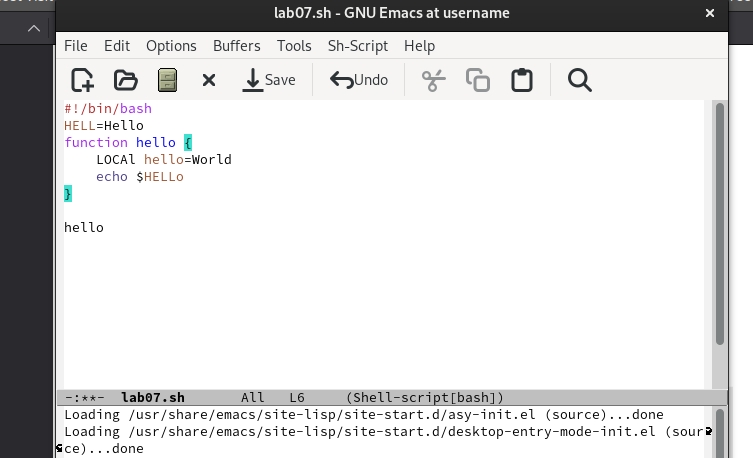 lab07.sh - GNU Emacs at username
File Edit Options Buffers Tools Sh-Script Help
Save Undo
#!/bin/bash
HELL=Hello
function hello {
    LOCAl hello=World
    echo $HELLo
}
hello
-:**- lab07.sh All L6 (Shell-script[bash])
Loading /usr/share/emacs/site-lisp/site-start.d/asy-init.el (source)...done
Loading /usr/share/emacs/site-lisp/site-start.d/desktop-entry-mode-init.el (sour
ce)...done